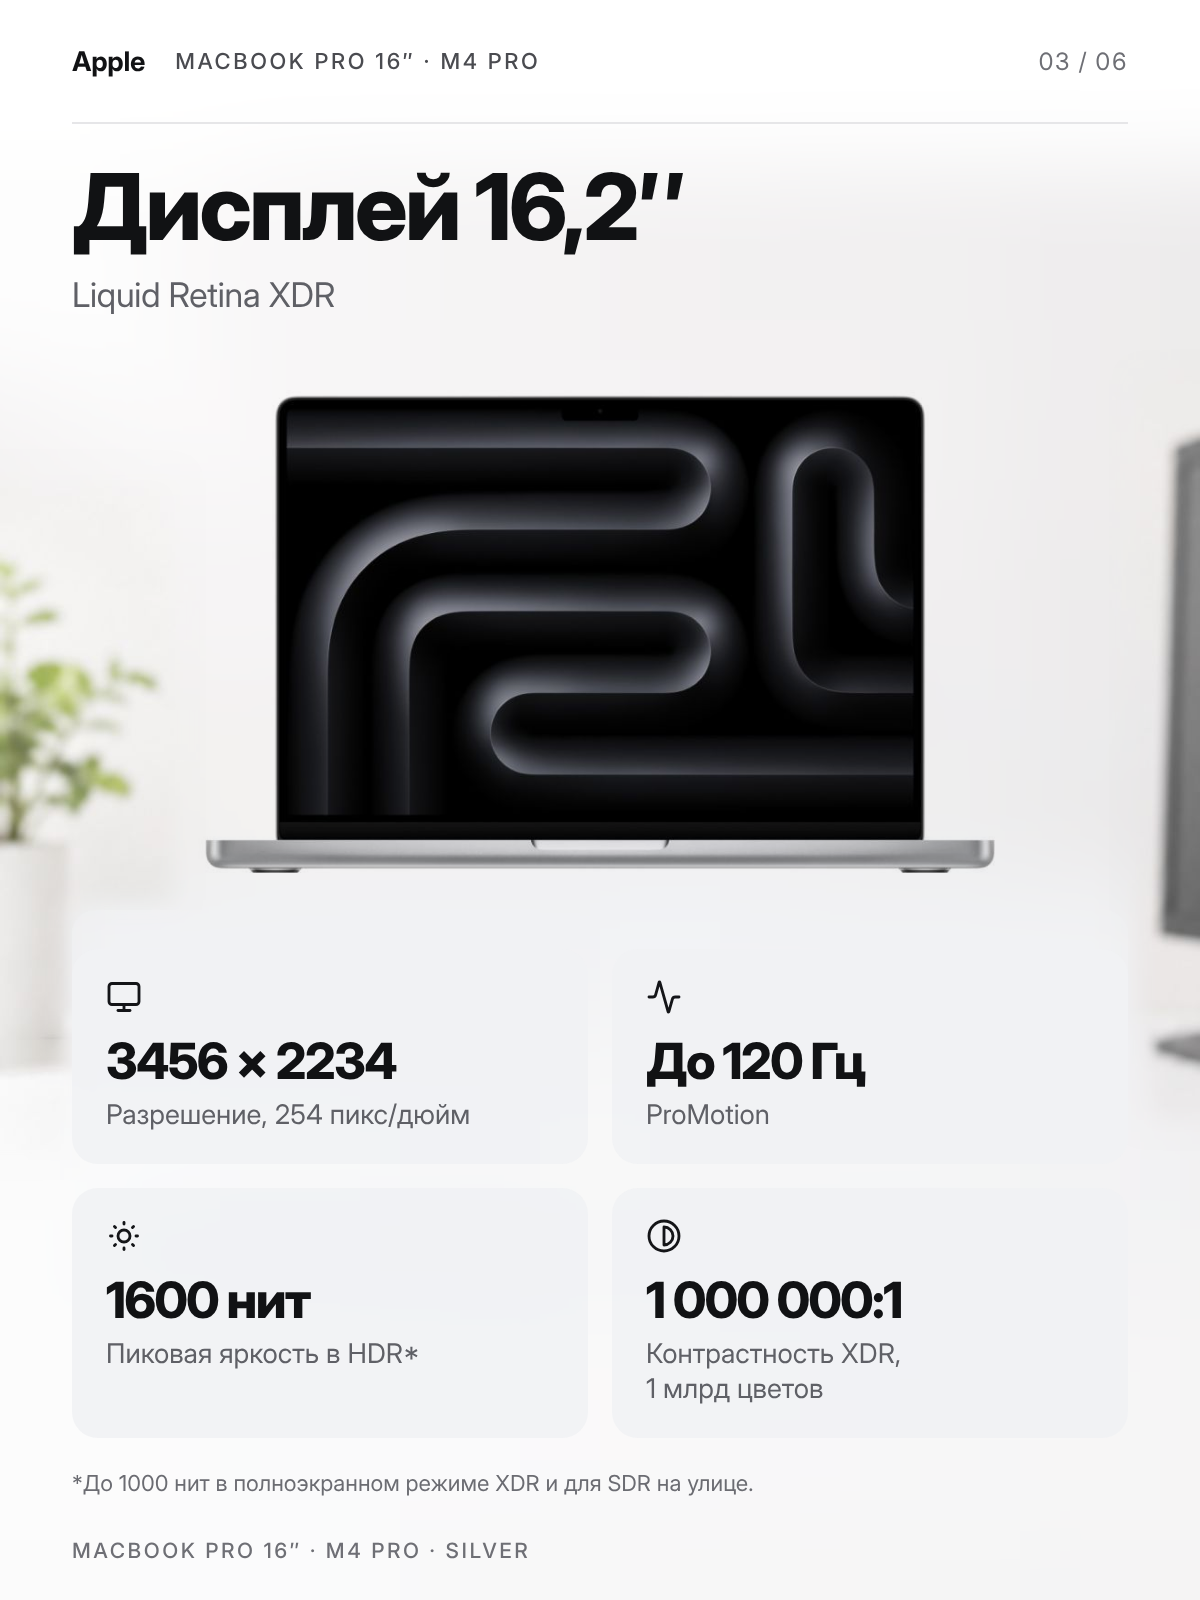 Apple MACBOOK PRO 16″ · M4 PRO 03 / 06
Дисплей 16,2″
Liquid Retina XDR
3456 × 2234
Разрешение, 254 пикс/дюйм
До 120 Гц
ProMotion
1600 нит
Пиковая яркость в HDR*
1 000 000:1
Контрастность XDR,
1 млрд цветов
*До 1000 нит в полноэкранном режиме XDR и для SDR на улице.
MACBOOK PRO 16″ · M4 PRO · SILVER